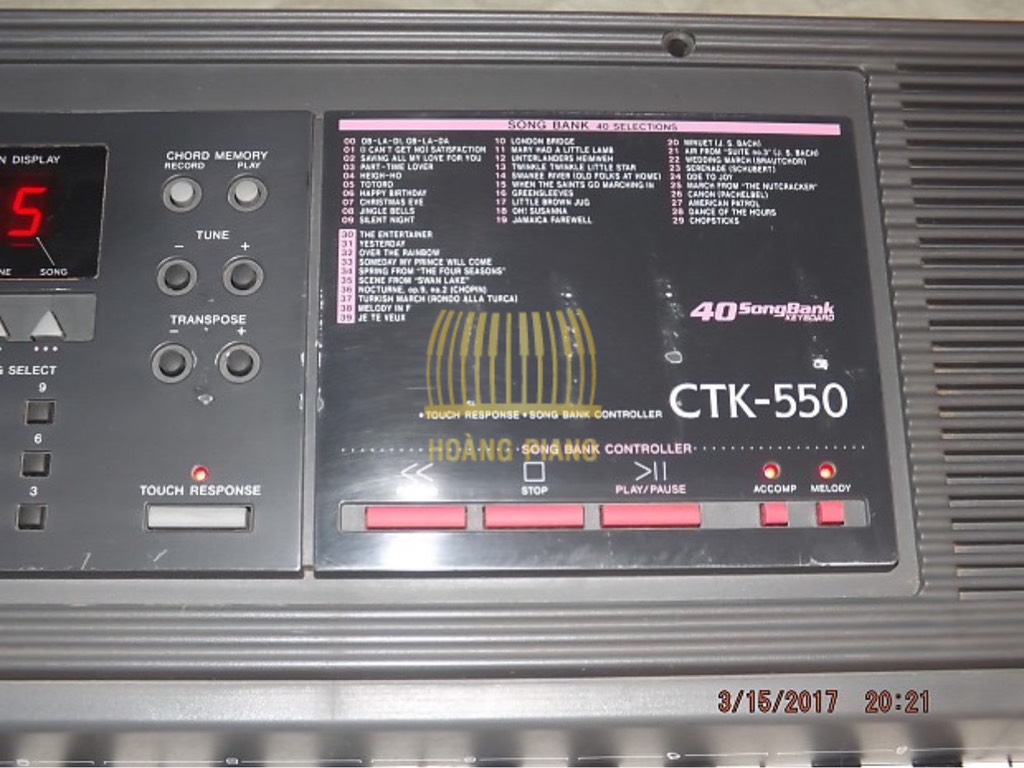 N DISPLAY
5
NE SONG
G SELECT
9
6
3
CHORD MEMORY
RECORD PLAY
TUNE
− +
TRANSPOSE
− +
TOUCH RESPONSE
SONG BANK 40 SELECTIONS
00 OB-LA-DI, OB-LA-DA
01 (I CAN'T GET NO) SATISFACTION
02 SAVING ALL MY LOVE FOR YOU
03 PART-TIME LOVER
04 HEIGH-HO
05 TOTORO
06 HAPPY BIRTHDAY
07 CHRISTMAS EVE
08 JINGLE BELLS
09 SILENT NIGHT
10 LONDON BRIDGE
11 MARY HAD A LITTLE LAMB
12 UNTERLANDERS HEIMWEH
13 TWINKLE TWINKLE LITTLE STAR
14 SWANEE RIVER (OLD FOLKS AT HOME)
15 WHEN THE SAINTS GO MARCHING IN
16 GREENSLEEVES
17 LITTLE BROWN JUG
18 OH! SUSANNA
19 JAMAICA FAREWELL
20 MINUET (J. S. BACH)
21 AIR FROM "SUITE no.3" (J. S. BACH)
22 WEDDING MARCH (BRAUTCHOR)
23 SERENADE (SCHUBERT)
24 ODE TO JOY
25 MARCH FROM "THE NUTCRACKER"
26 CANON (PACHELBEL)
27 AMERICAN PATROL
28 DANCE OF THE HOURS
29 CHOPSTICKS
30 THE ENTERTAINER
31 YESTERDAY
32 OVER THE RAINBOW
33 SOMEDAY MY PRINCE WILL COME
34 SPRING FROM "THE FOUR SEASONS"
35 SCENE FROM "SWAN LAKE"
36 NOCTURNE, op.9, no.2 (CHOPIN)
37 TURKISH MARCH (RONDO ALLA TURCA)
38 MELODY IN F
39 JE TE VEUX
40 SongBank
KEYBOARD
• TOUCH RESPONSE • SONG BANK CONTROLLER
CTK-550
HOÀNG PIANO
SONG BANK CONTROLLER
STOP PLAY/PAUSE ACCOMP MELODY
3/15/2017 20:21